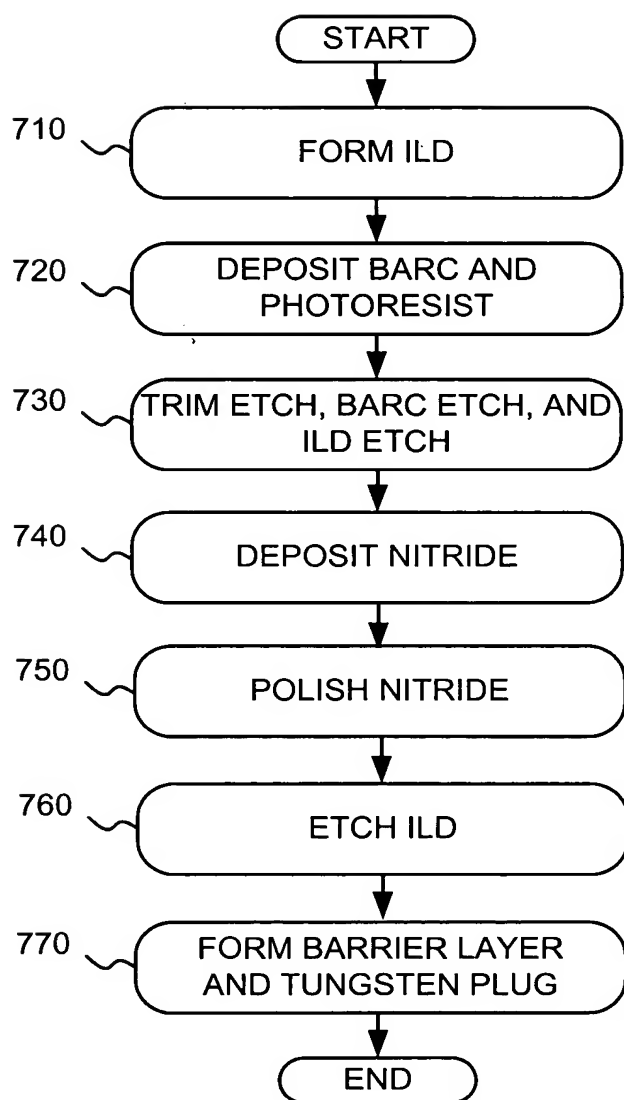 START
710
FORM ILD
720
DEPOSIT BARC AND
PHOTORESIST
730
TRIM ETCH, BARC ETCH, AND
ILD ETCH
740
DEPOSIT NITRIDE
750
POLISH NITRIDE
760
ETCH ILD
770
FORM BARRIER LAYER
AND TUNGSTEN PLUG
END